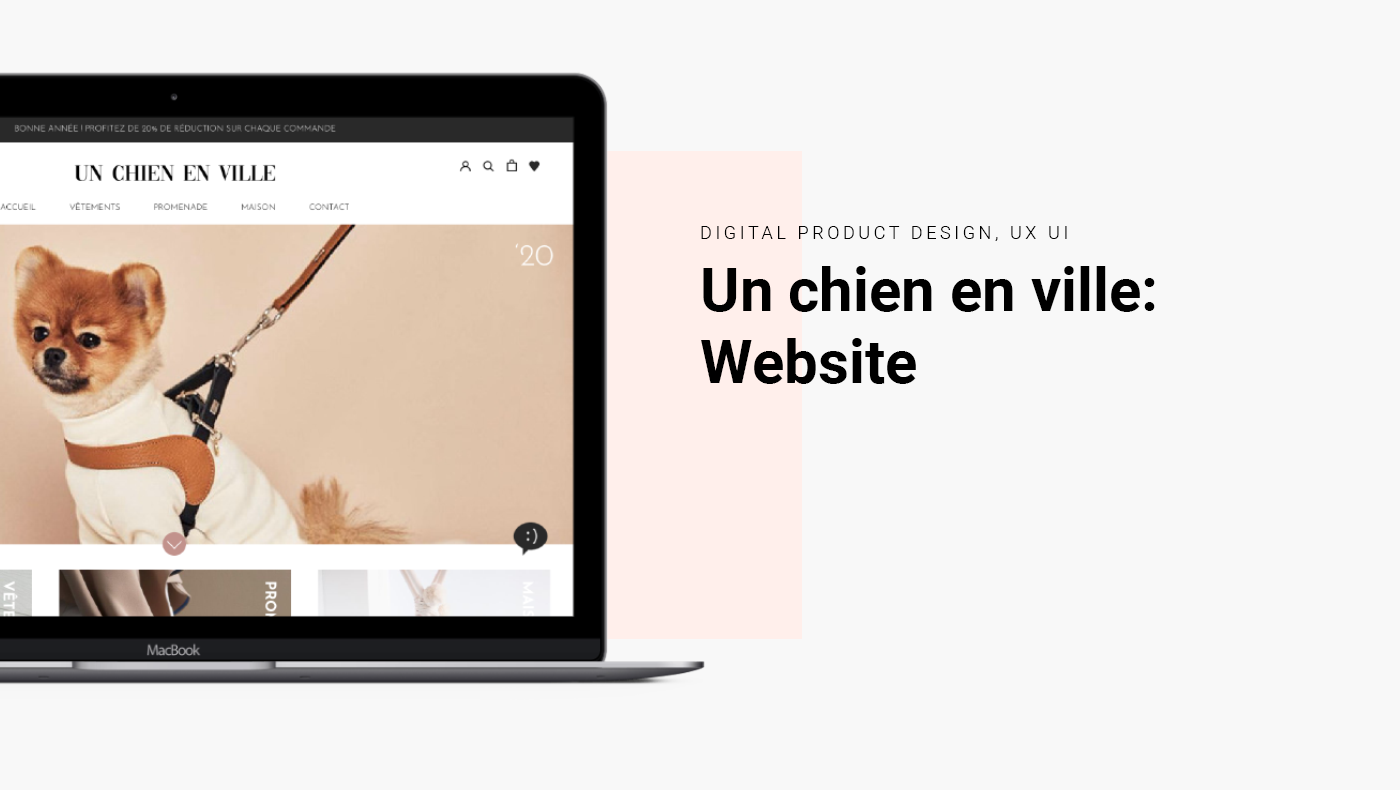 BONNE ANNÉE ! PROFITEZ DE 20% DE RÉDUCTION SUR CHAQUE COMMANDE
UN CHIEN EN VILLE
ACCUEIL VÊTEMENTS PROMENADE MAISON CONTACT
'20
:)
VÊTE
PRO
MAIS
MacBook
DIGITAL PRODUCT DESIGN, UX UI
Un chien en ville:
Website